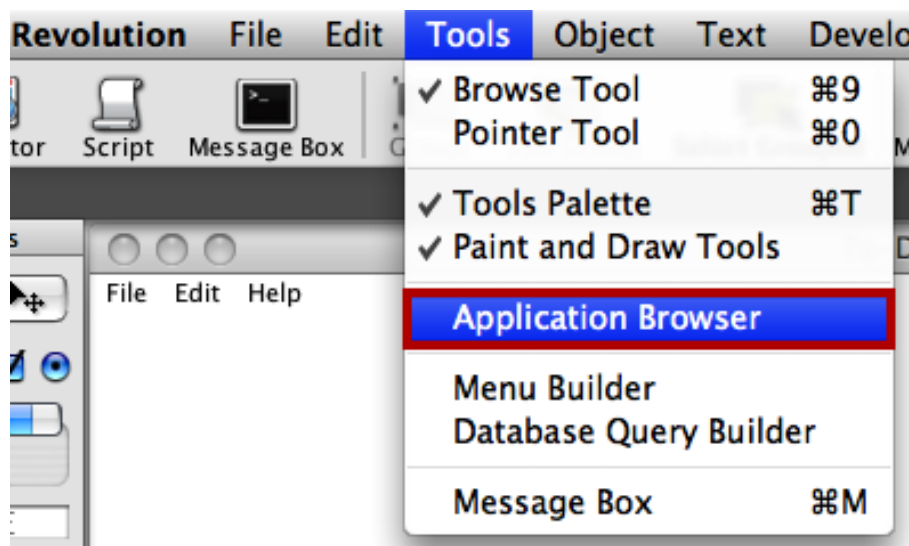 Revolution File Edit Tools Object Text Develo
✓ Browse Tool ⌘9
Pointer Tool ⌘0
tor Script Message Box
✓ Tools Palette ⌘T
✓ Paint and Draw Tools
File Edit Help
Application Browser
Menu Builder
Database Query Builder
Message Box ⌘M